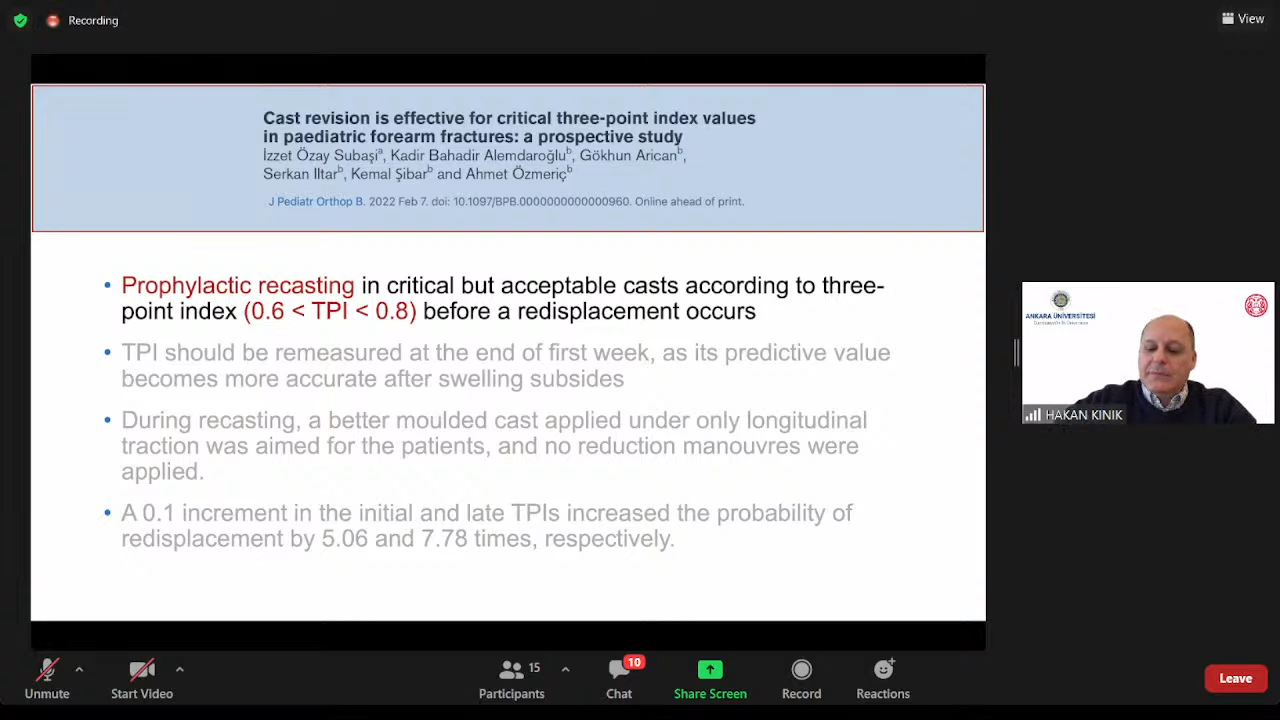 Recording
View
Cast revision is effective for critical three-point index values
in paediatric forearm fractures: a prospective study
İzzet Özay Subaşiᵃ, Kadir Bahadir Alemdaroğluᵇ, Gökhun Aricanᵇ,
Serkan Iltarᵇ, Kemal Şibarᵇ and Ahmet Özmeriçᵇ
J Pediatr Orthop B. 2022 Feb 7. doi: 10.1097/BPB.0000000000000960. Online ahead of print.
• Prophylactic recasting in critical but acceptable casts according to three-
point index (0.6 < TPI < 0.8) before a redisplacement occurs
• TPI should be remeasured at the end of first week, as its predictive value
becomes more accurate after swelling subsides
• During recasting, a better moulded cast applied under only longitudinal
traction was aimed for the patients, and no reduction manouvres were
applied.
• A 0.1 increment in the initial and late TPIs increased the probability of
redisplacement by 5.06 and 7.78 times, respectively.
ANKARA ÜNİVERSİTESİ
HAKAN KINIK
Unmute
Start Video
15
Participants
10
Chat
Share Screen
Record
Reactions
Leave